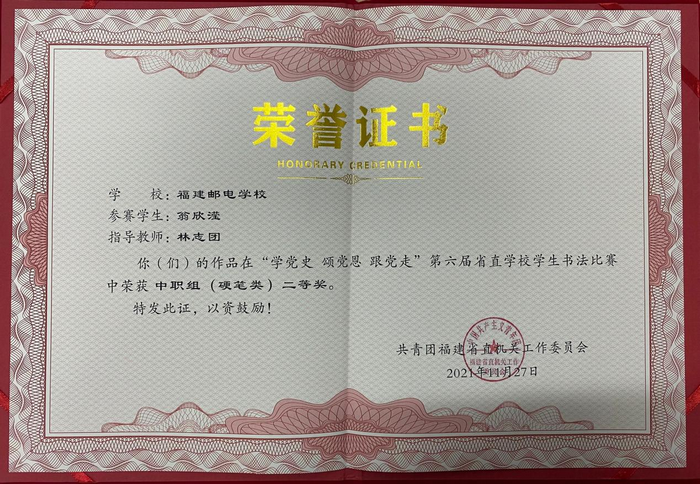 荣誉证书
HONORARY CREDENTIAL
学 校：福建邮电学校
参赛学生：翁欣滢
指导教师：林志团
你（们）的作品在“学党史 颂党恩 跟党走”第六届省直学校学生书法比赛
中荣获 中职组（硬笔类）二等奖。
特发此证，以资鼓励！
共青团福建省直机关工作委员会
2021年11月27日